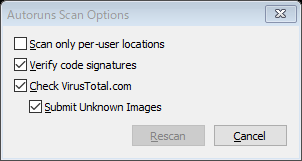 Autoruns Scan Options
Scan only per-user locations
Verify code signatures
Check VirusTotal.com
Submit Unknown Images
Rescan
Cancel